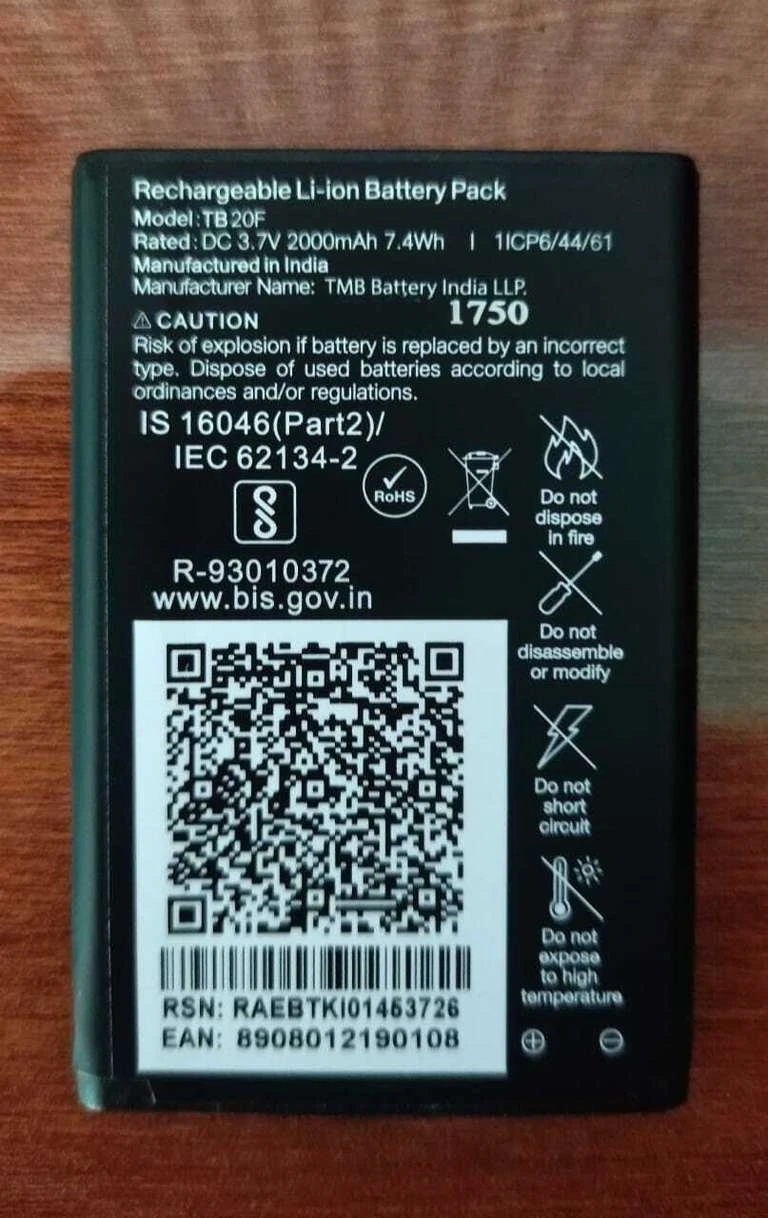 Rechargeable Li-ion Battery Pack
Model:TB20F
Rated: DC 3.7V 2000mAh 7.4Wh | 1ICP6/44/61
Manufactured in India
Manufacturer Name: TMB Battery India LLP.
1750
⚠ CAUTION
Risk of explosion if battery is replaced by an incorrect
type. Dispose of used batteries according to local
ordinances and/or regulations.
IS 16046(Part2)/
IEC 62134-2
RoHS
R-93010372
www.bis.gov.in
Do not
dispose
in fire
Do not
disassemble
or modify
Do not
short
circuit
Do not
expose
to high
temperature
RSN: RAEBTKI01453726
EAN: 8908012190108
⊕ ⊖